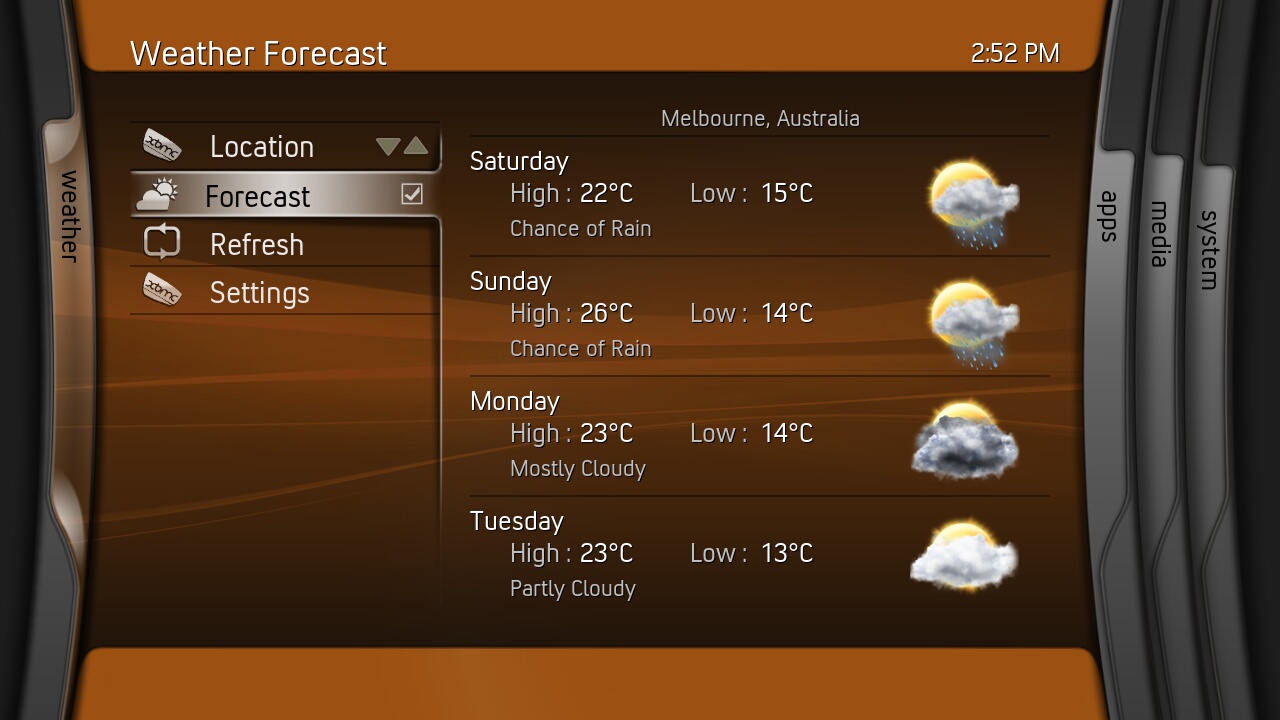 Weather Forecast
2:52 PM
weather
xbmc Location
Forecast
Refresh
xbmc Settings
Melbourne, Australia
Saturday
High : 22°C Low : 15°C
Chance of Rain
Sunday
High : 26°C Low : 14°C
Chance of Rain
Monday
High : 23°C Low : 14°C
Mostly Cloudy
Tuesday
High : 23°C Low : 13°C
Partly Cloudy
apps
media
system